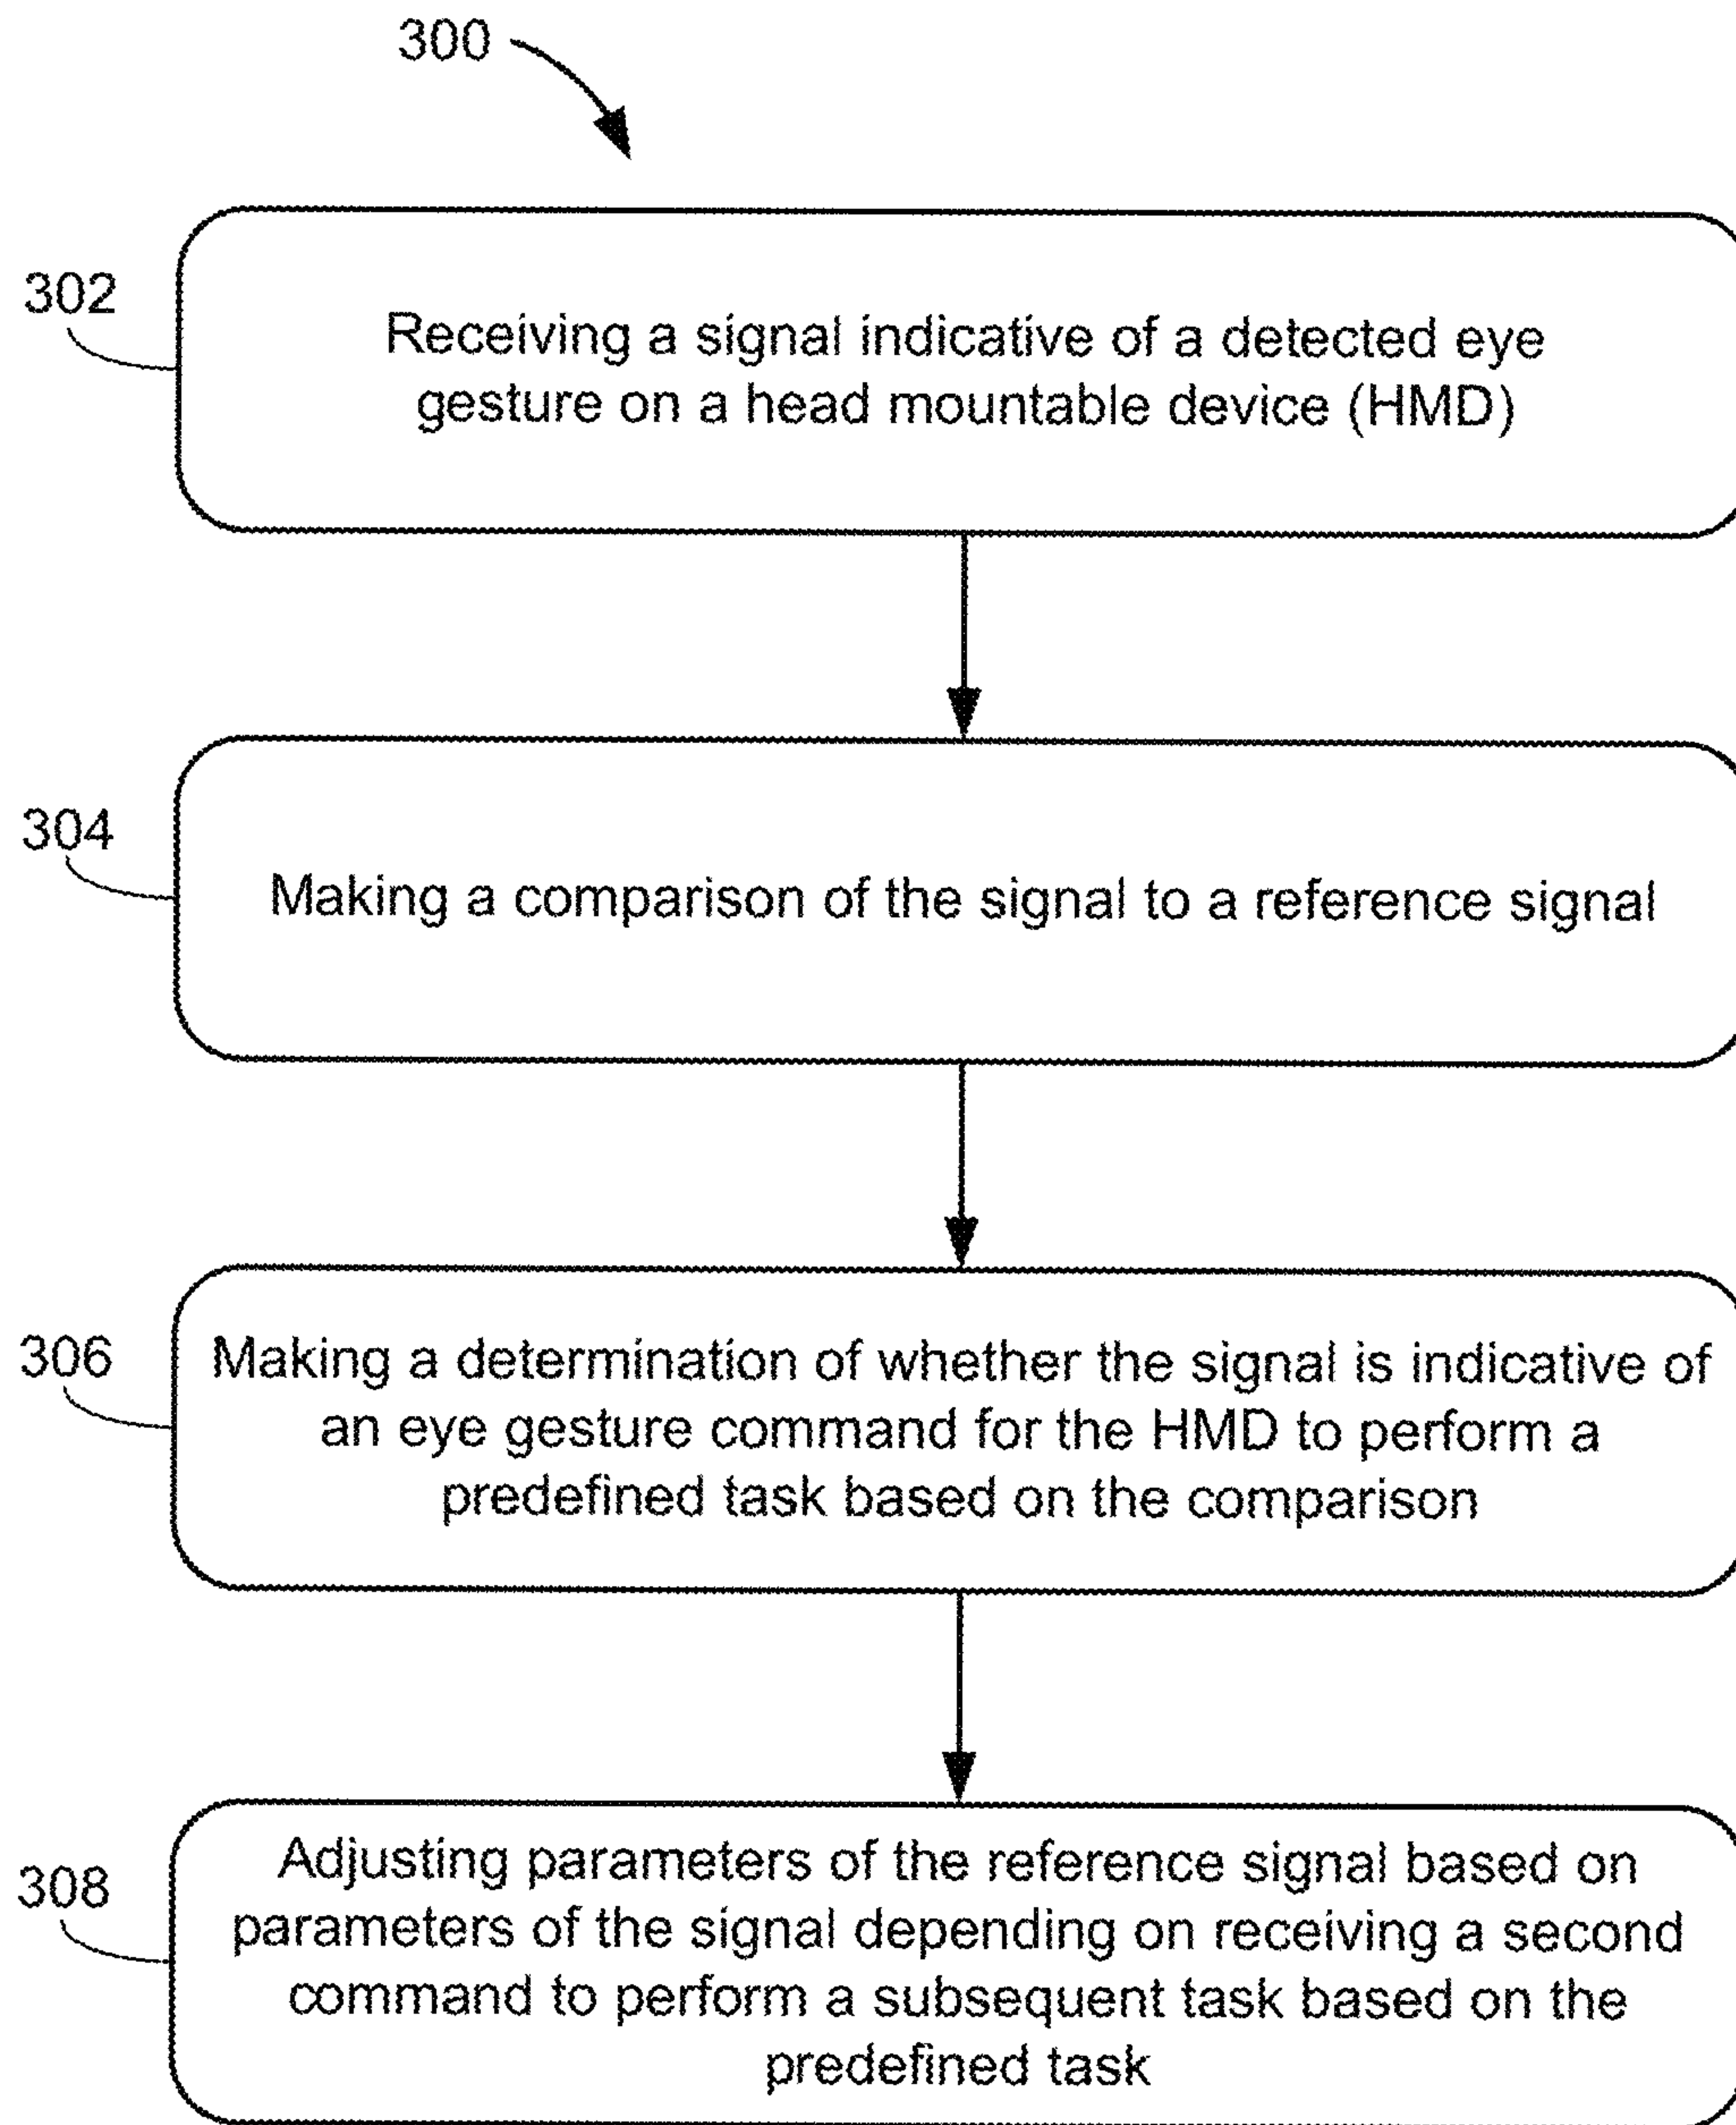 300
302
Receiving a signal indicative of a detected eye
gesture on a head mountable device (HMD)
304
Making a comparison of the signal to a reference signal
306
Making a determination of whether the signal is indicative of
an eye gesture command for the HMD to perform a
predefined task based on the comparison
308
Adjusting parameters of the reference signal based on
parameters of the signal depending on receiving a second
command to perform a subsequent task based on the
predefined task